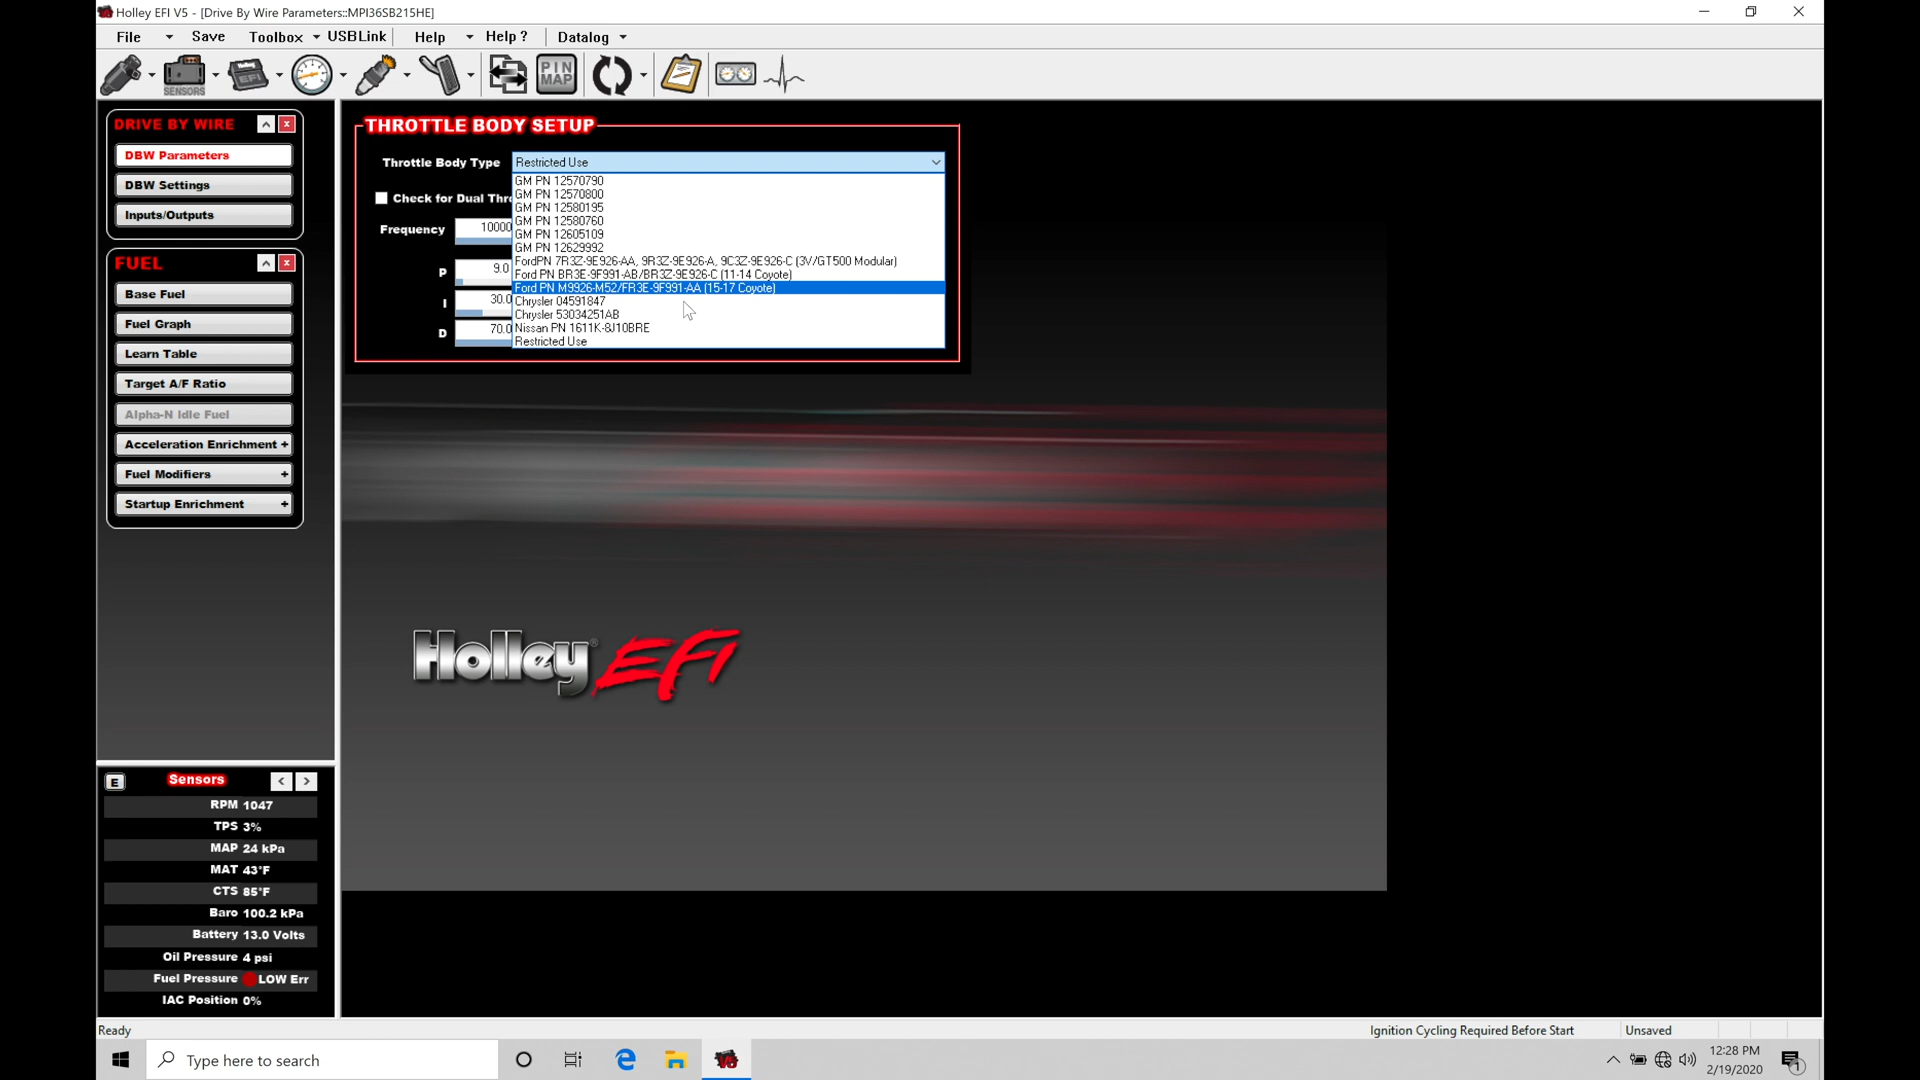 Holley EFI V5 - [Drive By Wire Parameters::MPI36SB215HE]
File Save Toolbox USBLink Help Help ? Datalog
SENSORS EFI PIN MAP
DRIVE BY WIRE
DBW Parameters
DBW Settings
Inputs/Outputs
FUEL
Base Fuel
Fuel Graph
Learn Table
Target A/F Ratio
Alpha-N Idle Fuel
Acceleration Enrichment +
Fuel Modifiers +
Startup Enrichment +
THROTTLE BODY SETUP
Throttle Body Type Restricted Use
GM PN 12570790
GM PN 12570800
GM PN 12580195
GM PN 12580760
GM PN 12605109
GM PN 12629992
FordPN 7R3Z-9E926-AA, 9R3Z-9E926-A, 9C3Z-9E926-C (3V/GT500 Modular)
Ford PN BR3E-9F991-AB/BR3Z-9E926-C (11-14 Coyote)
Ford PN M9926-M52/FR3E-9F991-AA (15-17 Coyote)
Chrysler 04591847
Chrysler 53034251AB
Nissan PN 1611K-8J10BRE
Restricted Use
Check for Dual Thr
Frequency 10000
P 9.0
I 30.0
D 70.0
Holley EFI
E Sensors < >
RPM 1047
TPS 3%
MAP 24 kPa
MAT 43°F
CTS 85°F
Baro 100.2 kPa
Battery 13.0 Volts
Oil Pressure 4 psi
Fuel Pressure LOW Err
IAC Position 0%
Ready Ignition Cycling Required Before Start Unsaved
Type here to search
12:28 PM
2/19/2020
1